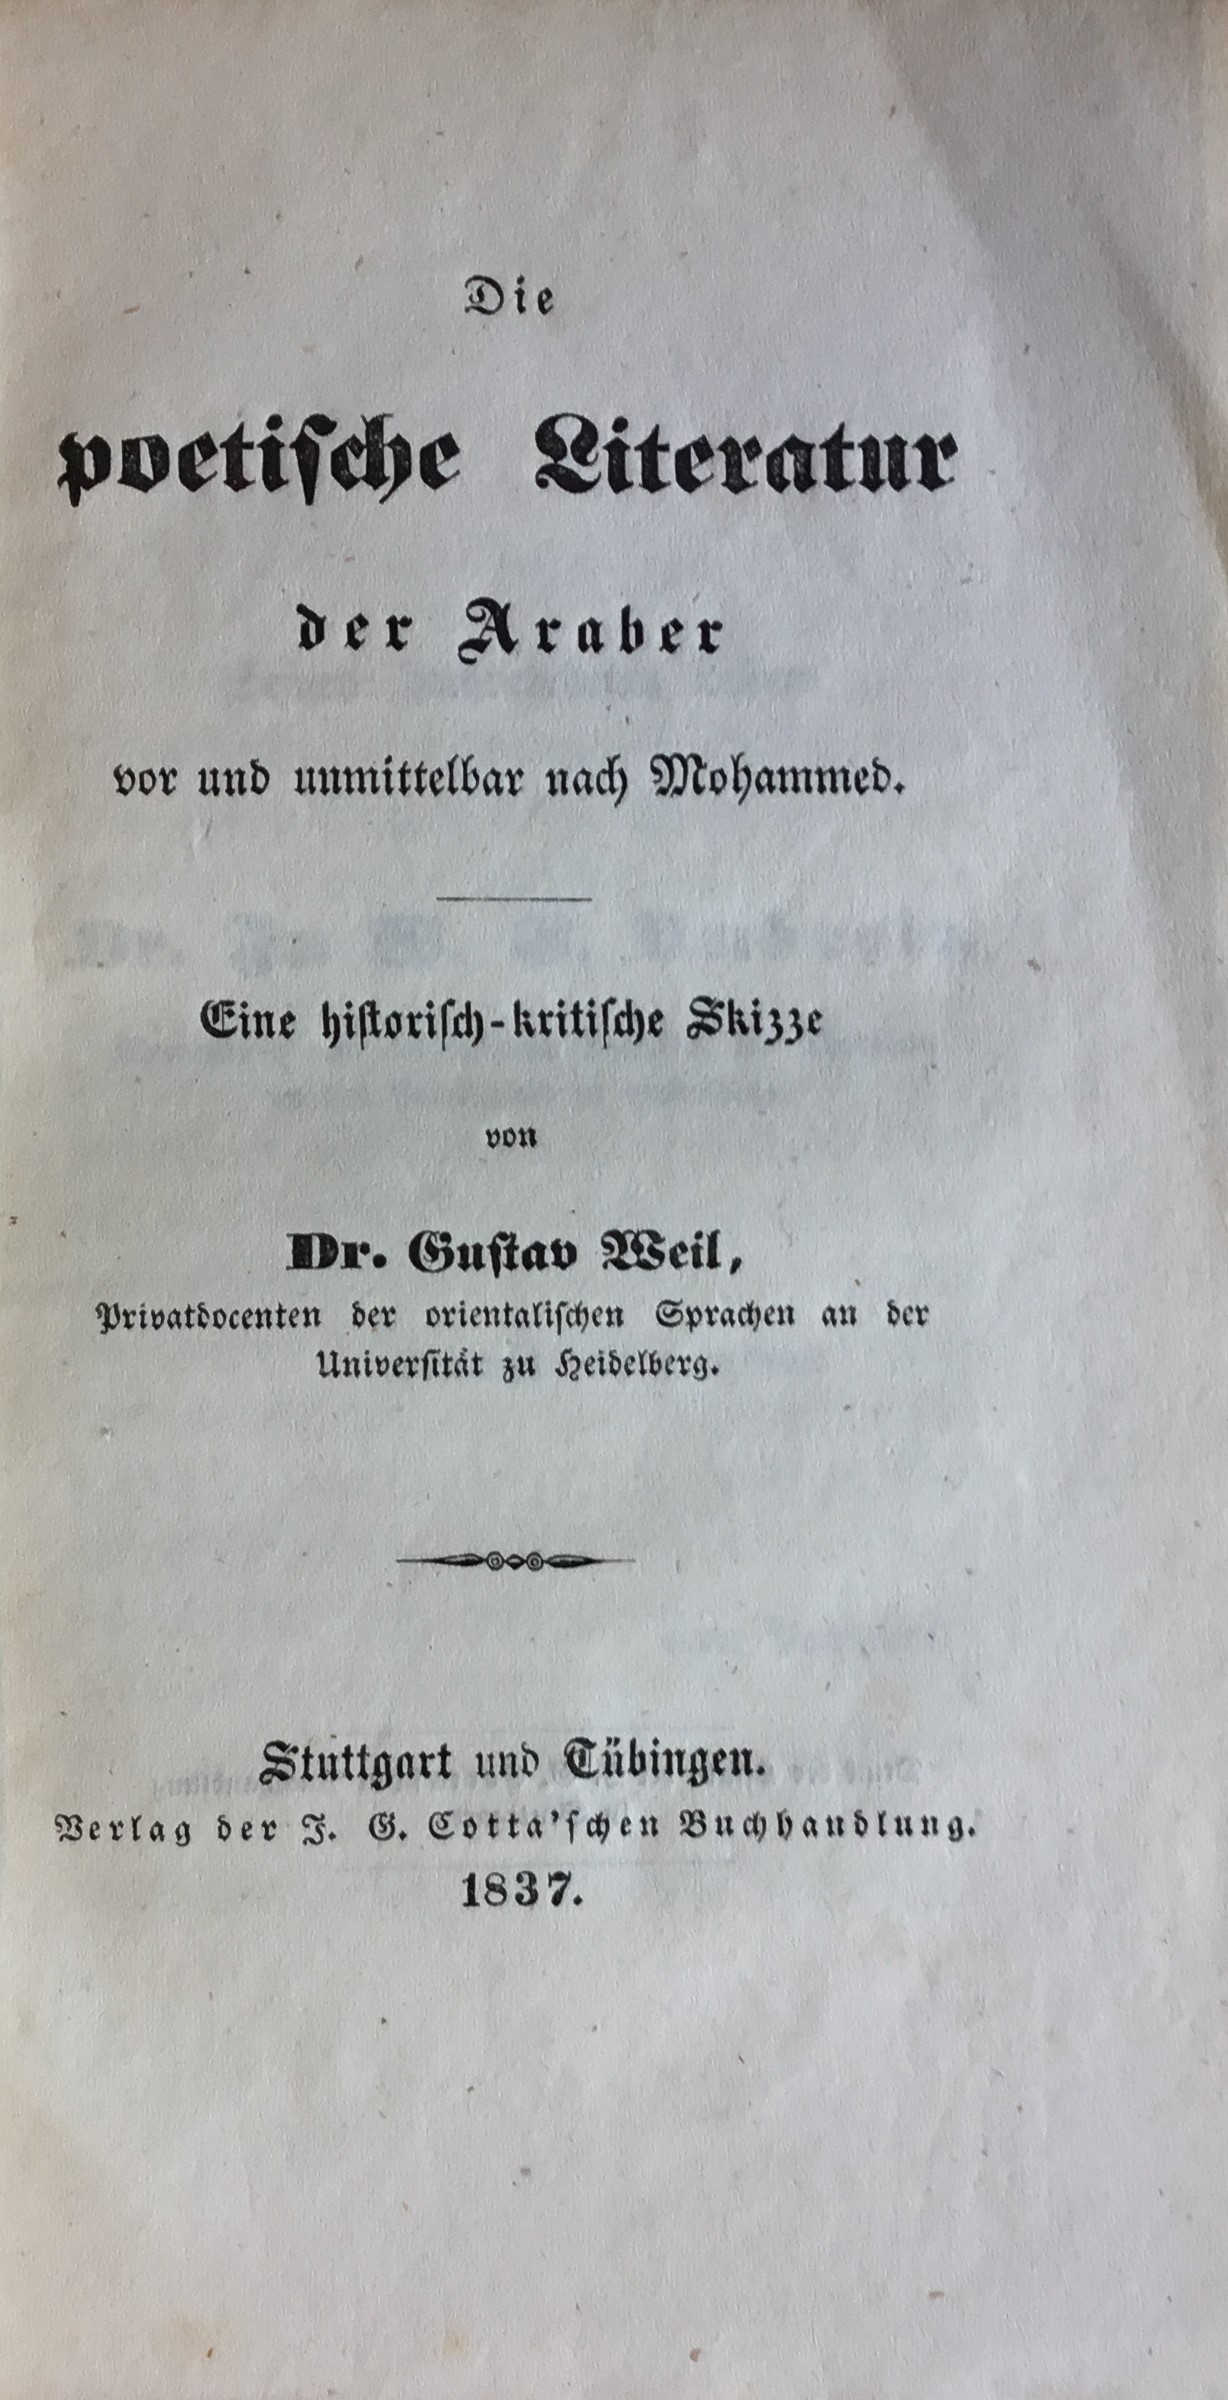 Die
poetiſche Literatur
der Araber
vor und unmittelbar nach Mohammed.
Eine hiſtoriſch-kritiſche Skizze
von
Dr. Guſtav Weil,
Privatdocenten der orientaliſchen Sprachen an der
Univerſität zu Heidelberg.
Stuttgart und Tübingen.
Verlag der J. G. Cotta'ſchen Buchhandlung.
1837.